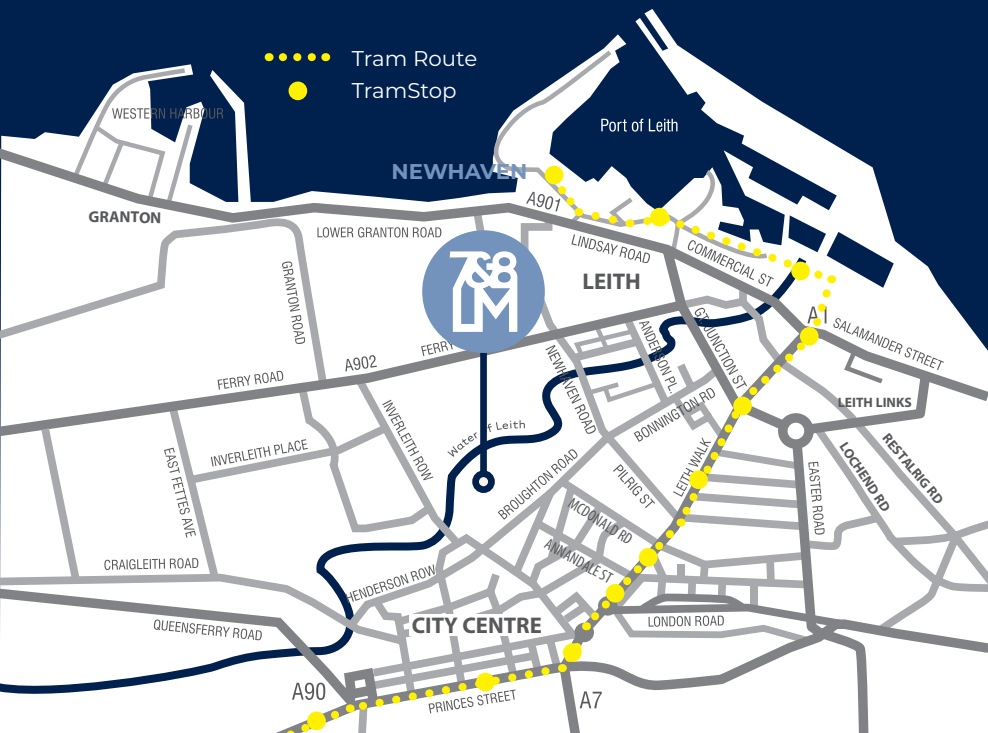 Tram Route
TramStop
WESTERN HARBOUR
Port of Leith
NEWHAVEN
A901
GRANTON
LOWER GRANTON ROAD
LINDSAY ROAD
COMMERCIAL ST
LEITH
7&8
LM
GRANTON ROAD
A1
SALAMANDER STREET
GT JUNCTION ST
ANDERSON PL
FERRY
A902
FERRY ROAD
NEWHAVEN ROAD
LEITH LINKS
BONNINGTON RD
INVERLEITH ROW
Water of Leith
RESTALRIG RD
LOCHEND RD
INVERLEITH PLACE
EAST FETTES AVE
BROUGHTON ROAD
PILRIG ST
LEITH WALK
EASTER ROAD
MCDONALD RD
ANNANDALE ST
CRAIGLEITH ROAD
HENDERSON ROW
QUEENSFERRY ROAD
CITY CENTRE
LONDON ROAD
A90
PRINCES STREET
A7